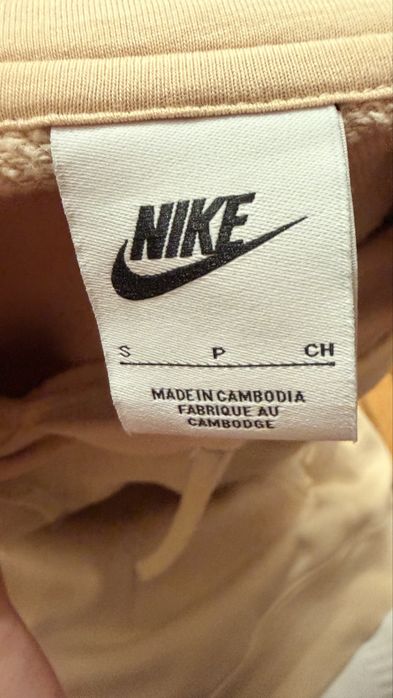 NIKE
S P CH
MADE IN CAMBODIA
FABRIQUE AU
CAMBODGE